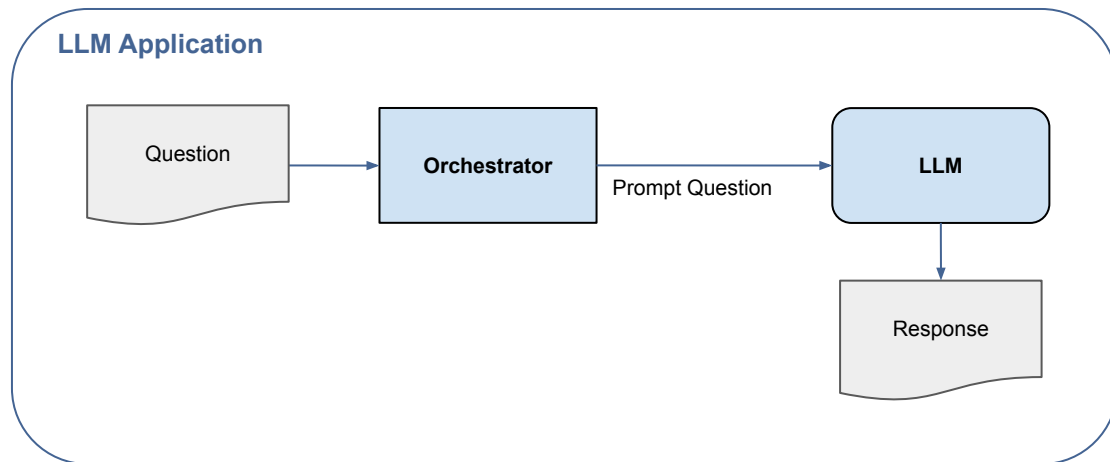 LLM Application
Question
Orchestrator
Prompt Question
LLM
Response